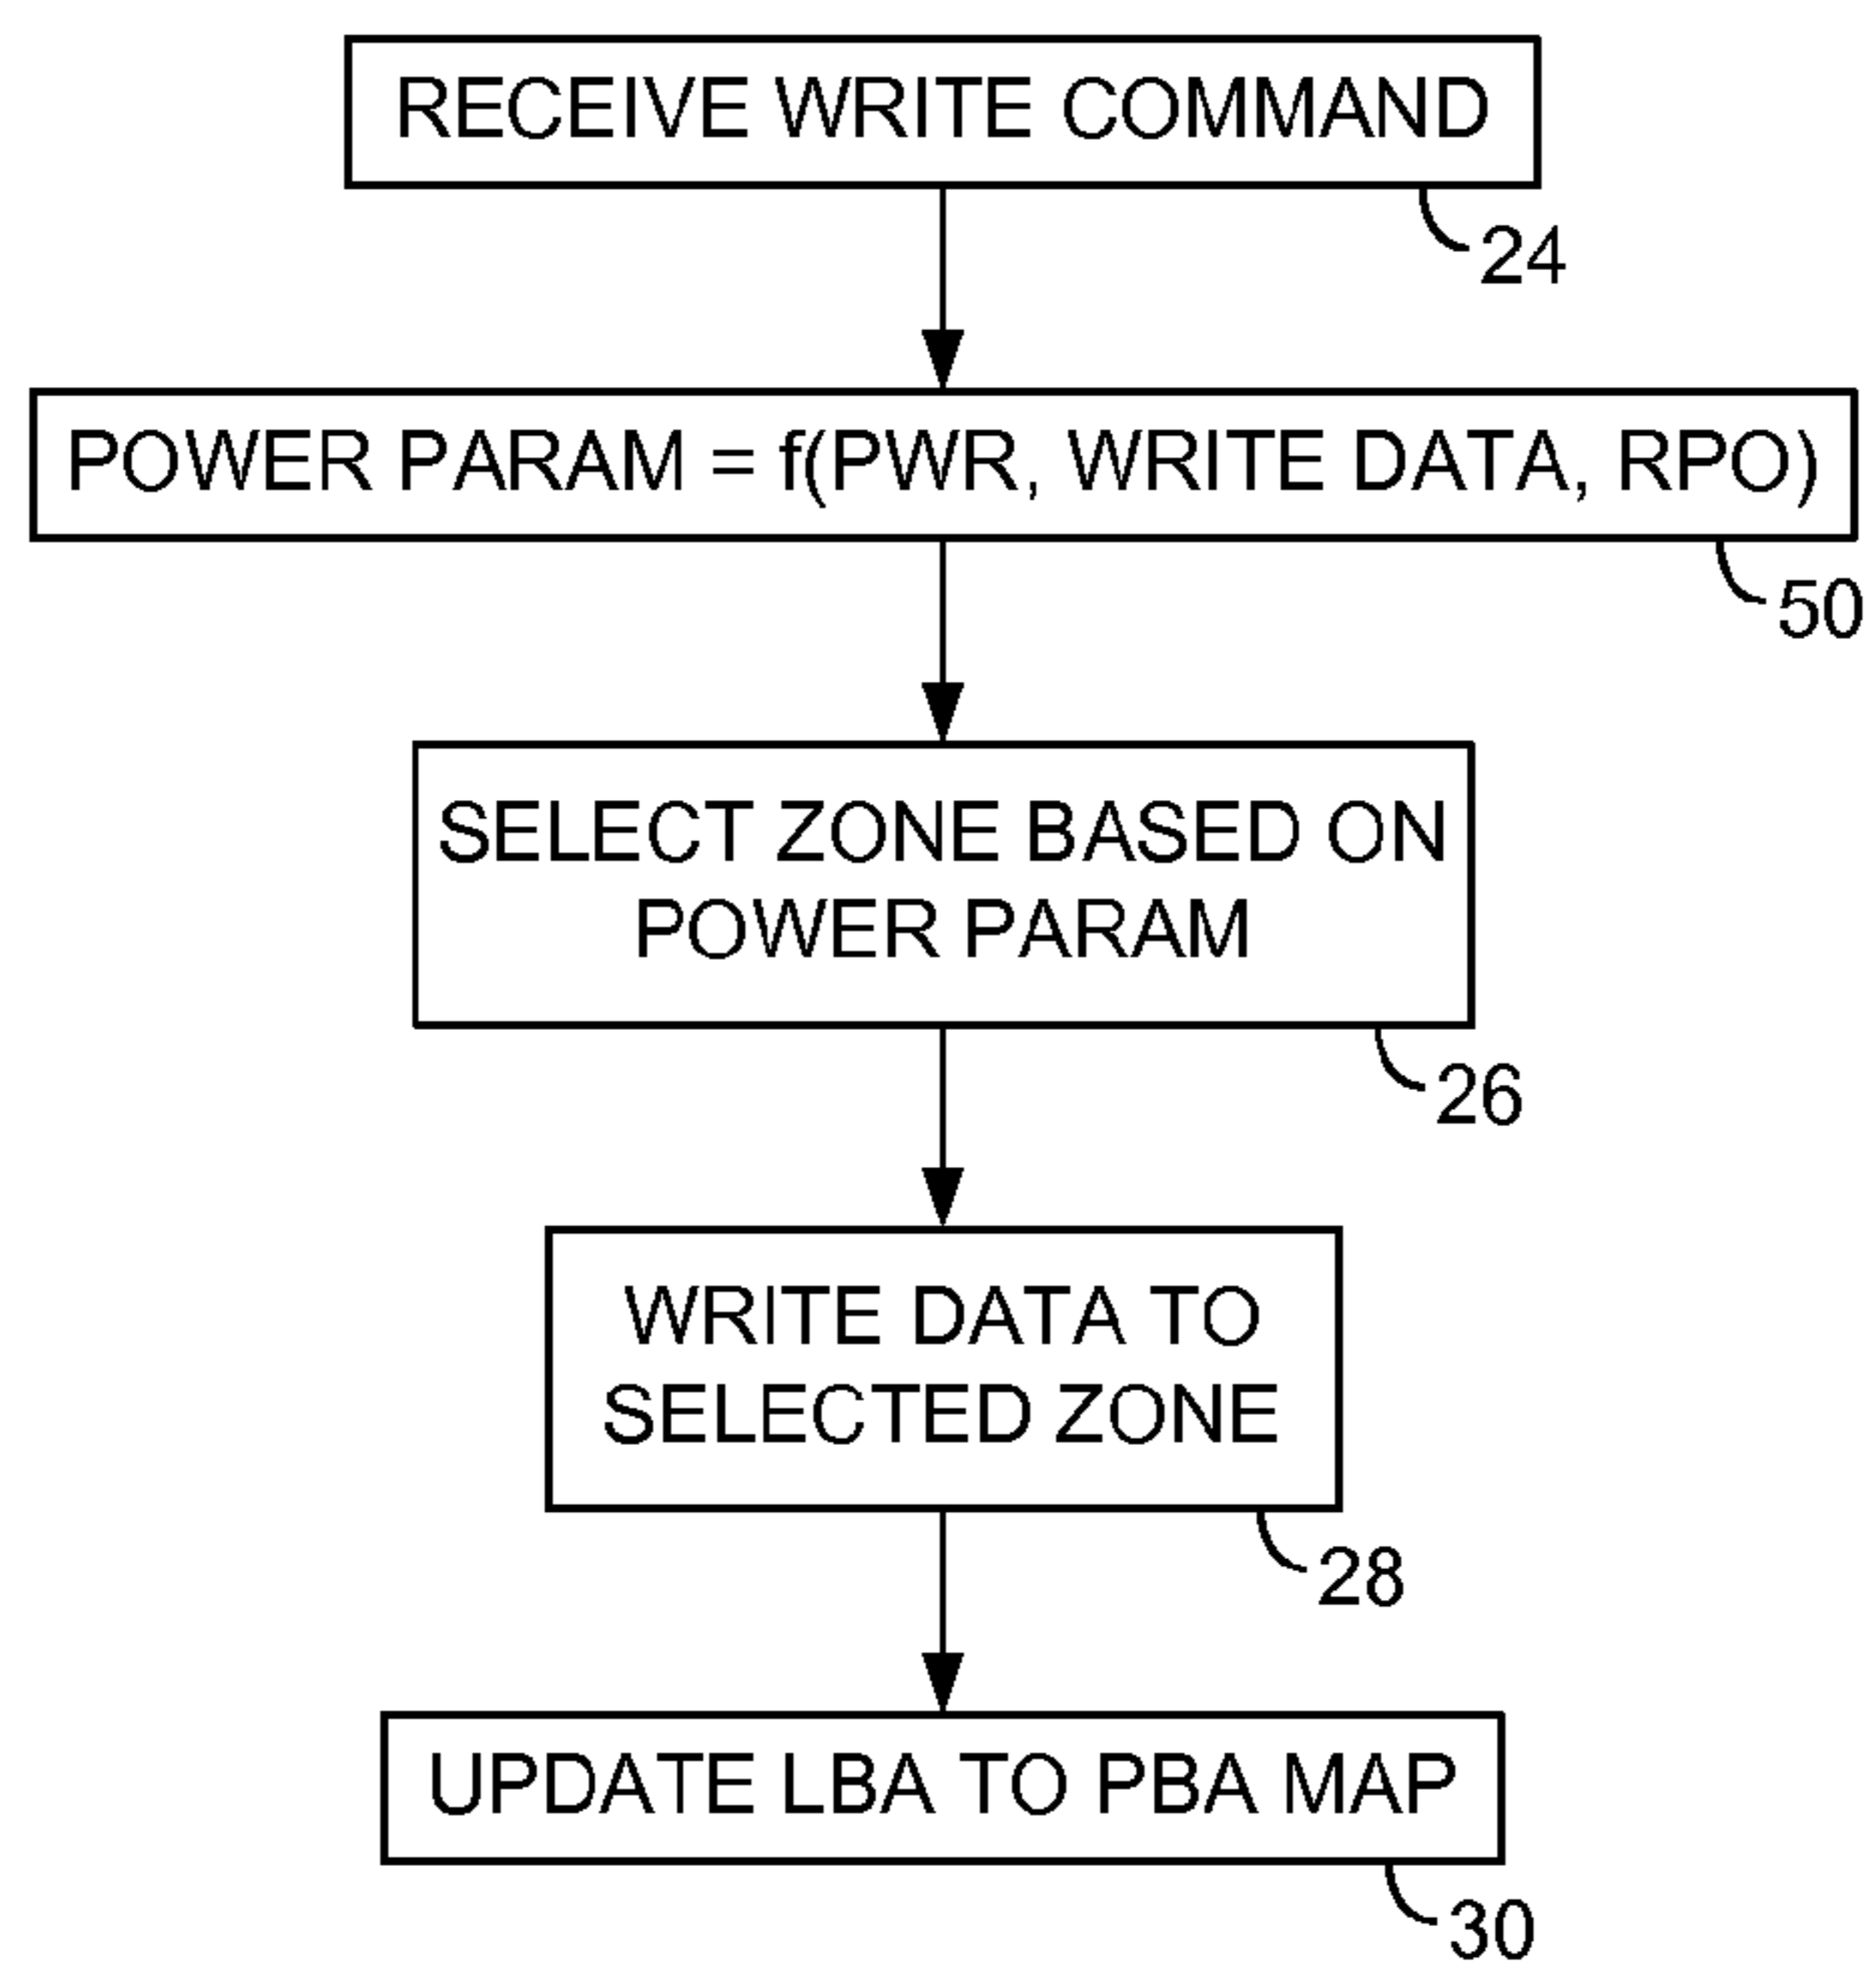 RECEIVE WRITE COMMAND
24
POWER PARAM = f(PWR, WRITE DATA, RPO)
50
SELECT ZONE BASED ON
POWER PARAM
26
WRITE DATA TO
SELECTED ZONE
28
UPDATE LBA TO PBA MAP
30